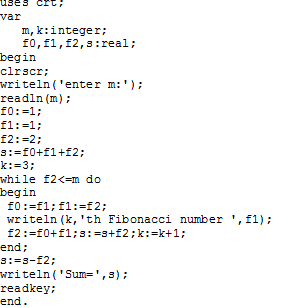 uses crt;
var
m,k:integer;
f0,f1,f2,s:real;
begin
clrscr;
writeln('enter m:');
readln(m);
f0:=1;
f1:=1;
f2:=2;
s:=f0+f1+f2;
k:=3;
while f2<=m do
begin
f0:=f1;f1:=f2;
writeln(k,'th Fibonacci number ',f1);
f2:=f0+f1;s:=s+f2;k:=k+1;
end;
s:=s-f2;
writeln('Sum=',s);
readkey;
end.